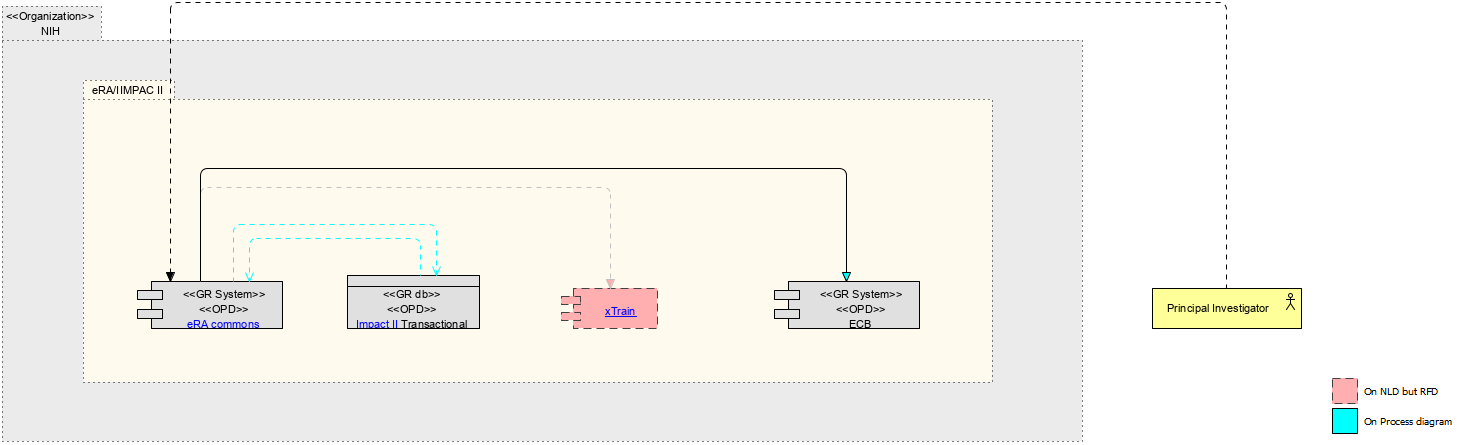 <<Organization>>
NIH
eRA/IIMPAC II
<<GR System>>
<<OPD>>
eRA commons
<<GR db>>
<<OPD>>
Impact II Transactional
xTrain
<<GR System>>
<<OPD>>
ECB
Principal Investigator
On NLD but RFD
On Process diagram